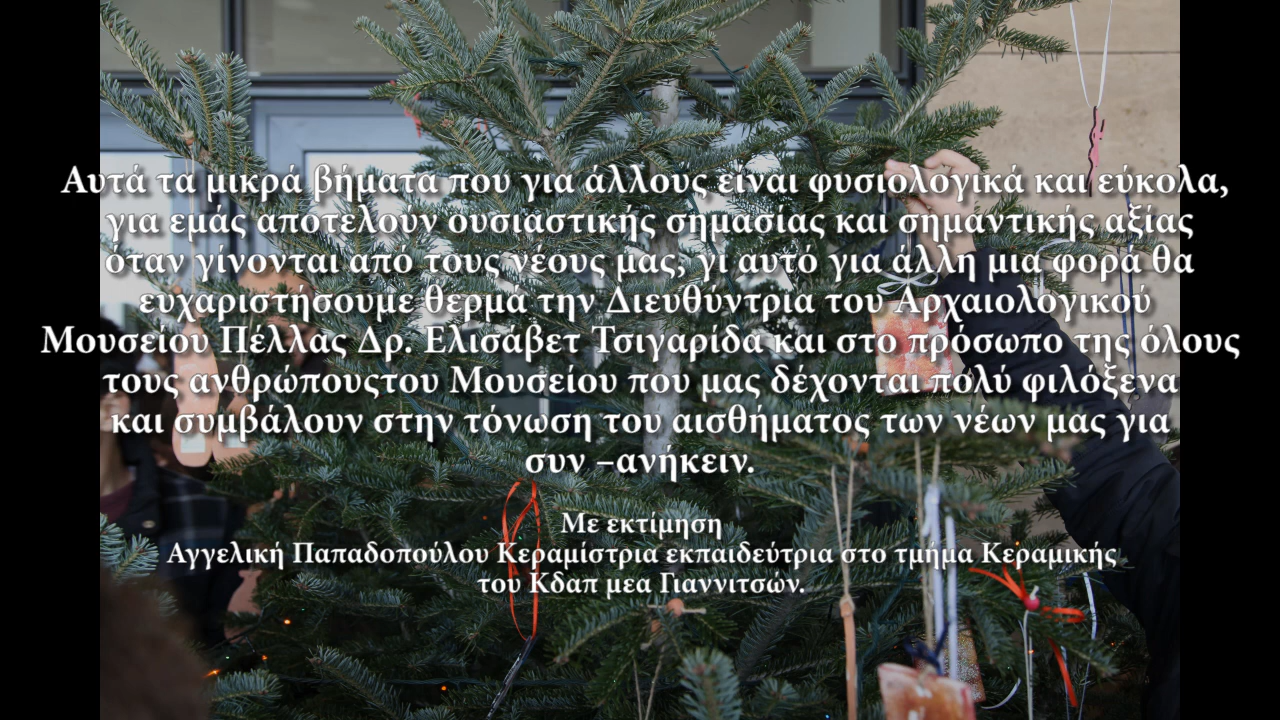 Αυτά τα μικρά βήματα που για άλλους είναι φυσιολογικά και εύκολα,
για εμάς αποτελούν ουσιαστικής σημασίας και σημαντικής αξίας
όταν γίνονται από τους νέους μας, γι αυτό για άλλη μια φορά θα
ευχαριστήσουμε θερμά την Διευθύντρια του Αρχαιολογικού
Μουσείου Πέλλας Δρ. Ελισάβετ Τσιγαρίδα και στο πρόσωπο της όλους
τους ανθρώπουςτου Μουσείου που μας δέχονται πολύ φιλόξενα
και συμβάλουν στην τόνωση του αισθήματος των νέων μας για
συν –ανήκειν.
Με εκτίμηση
Αγγελική Παπαδοπούλου Κεραμίστρια εκπαιδεύτρια στο τμήμα Κεραμικής
του Κδαπ μεα Γιαννιτσών.